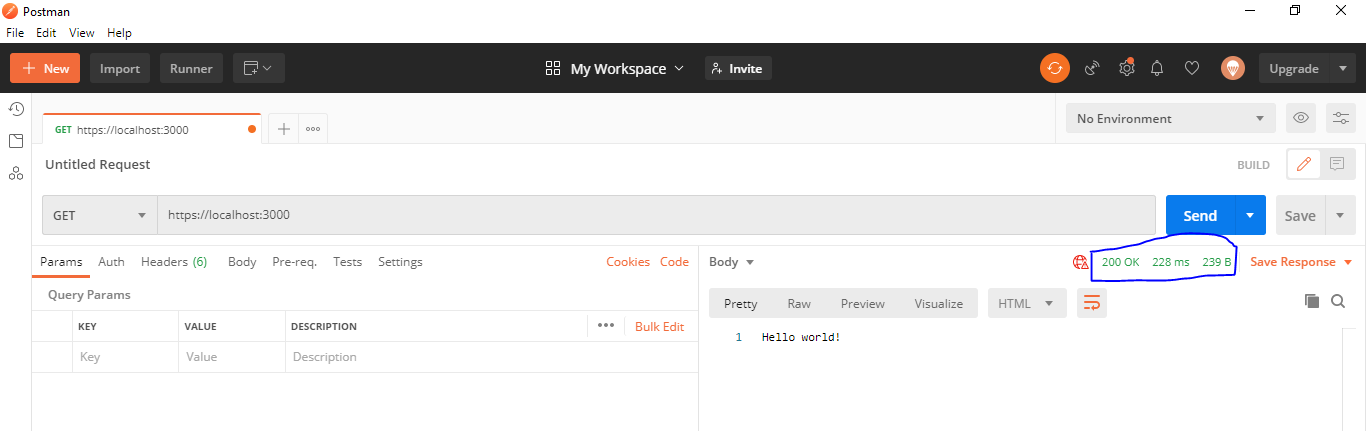 Postman
File Edit View Help
New Import Runner My Workspace Invite Upgrade
GET https://localhost:3000 No Environment
Untitled Request BUILD
GET https://localhost:3000 Send Save
Params Auth Headers (6) Body Pre-req. Tests Settings Cookies Code Body 200 OK 228 ms 239 B Save Response
Query Params Pretty Raw Preview Visualize HTML
KEY VALUE DESCRIPTION Bulk Edit 1 Hello world!
Key Value Description